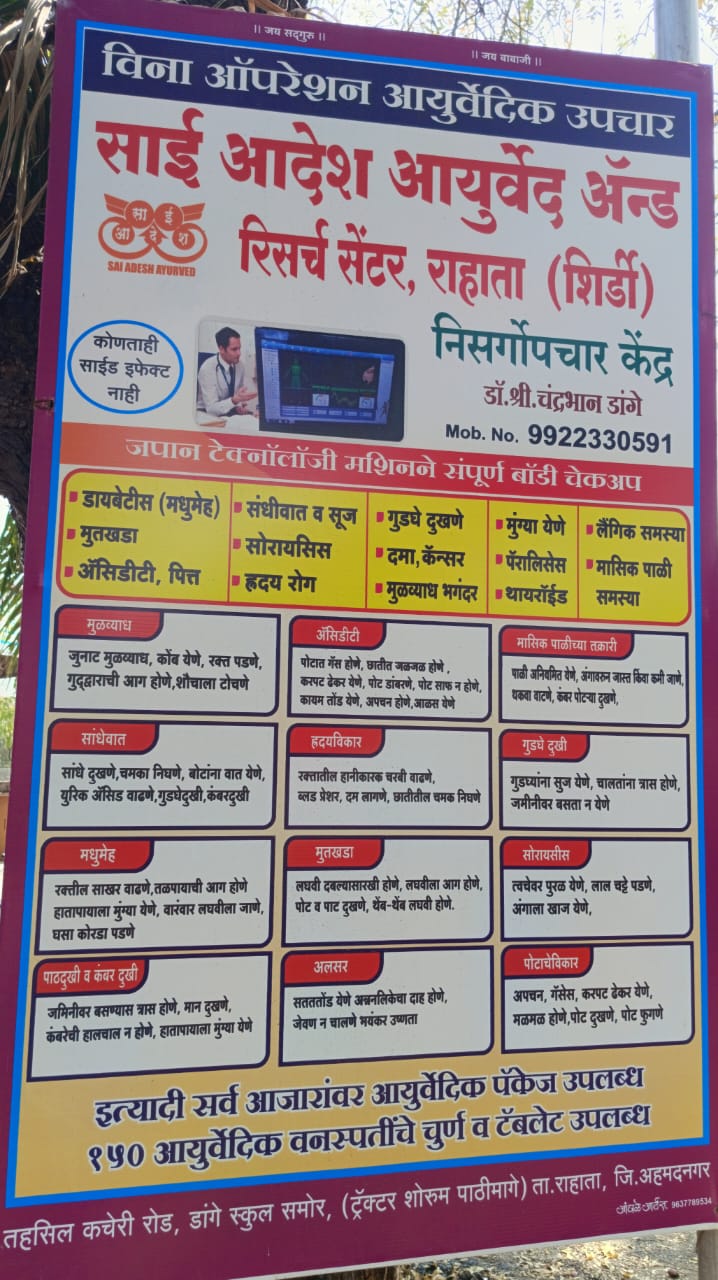 ॥ जय सद्गुरु ॥
॥ जय बाबाजी ॥
विना ऑपरेशन आयुर्वेदिक उपचार
साई आदेश आयुर्वेद ॲन्ड
सा ई
आ दे श
SAI ADESH AYURVED
रिसर्च सेंटर, राहाता (शिर्डी)
निसर्गोपचार केंद्र
कोणताही
साईड इफेक्ट
नाही
डॉ.श्री.चंद्रभान डांगे
Mob. No. 9922330591
जपान टेक्नॉलॉजी मशिनने संपूर्ण बॉडी चेकअप
डायबेटीस (मधुमेह)
मुतखडा
ॲसिडीटी, पित्त
संधीवात व सूज
सोरायसिस
ह्रदय रोग
गुडघे दुखणे
दमा,कॅन्सर
मुळव्याध भगंदर
मुंग्या येणे
पॅरालिसेस
थायरॉईड
लैंगिक समस्या
मासिक पाळी
समस्या
मुळव्याध
जुनाट मुळव्याध, कोंब येणे, रक्त पडणे,
गुद्द्वाराची आग होणे,शौचाला टोचणे
ॲसिडीटी
पोटात गॅस होणे, छातीत जळजळ होणे ,
करपट ढेकर येणे, पोट डांबरणे, पोट साफ न होणे,
कायम तोंड येणे, अपचन होणे,आळस येणे
मासिक पाळीच्या तक्रारी
पाळी अनियमित येणे, अंगावरुन जास्त किंवा कमी जाणे,
थकवा वाटणे, कंबर पोटऱ्या दुखणे,
सांधेवात
सांधे दुखणे,चमका निघणे, बोटांना वात येणे,
युरिक ॲसिड वाढणे,गुडघेदुखी,कंबरदुखी
ह्रदयविकार
रक्तातील हानीकारक चरबी वाढणे,
ब्लड प्रेशर, दम लागणे, छातीतील चमक निघणे
गुडघे दुखी
गुडघ्यांना सुज येणे, चालतांना त्रास होणे,
जमीनीवर बसता न येणे
मधुमेह
रक्तील साखर वाढणे,तळपायाची आग होणे
हातापायाला मुंग्या येणे, वारंवार लघवीला जाणे,
घसा कोरडा पडणे
मुतखडा
लघवी दबल्यासारखी होणे, लघवीला आग होणे,
पोट व पाट दुखणे, थेंब-थेंब लघवी होणे.
सोरायसीस
त्वचेवर पुरळ येणे, लाल चट्टे पडणे,
अंगाला खाज येणे,
पाठदुखी व कंबर दुखी
जमिनीवर बसण्यास त्रास होणे, मान दुखणे,
कंबरेची हालचाल न होणे, हातापायाला मुंग्या येणे
अलसर
सतततोंड येणे अन्ननलिकेचा दाह होणे,
जेवण न चालणे भयंकर उष्णता
पोटाचेविकार
अपचन, गॅसेस, करपट ढेकर येणे,
मळमळ होणे,पोट दुखणे, पोट फुगणे
इत्यादी सर्व आजारांवर आयुर्वेदिक पॅकेज उपलब्ध
१५० आयुर्वेदिक वनस्पतींचे चुर्ण व टॅबलेट उपलब्ध
तहसिल कचेरी रोड, डांगे स्कुल समोर, (ट्रॅक्टर शोरुम पाठीमागे) ता.राहाता, जि.अहमदनगर
9637789534